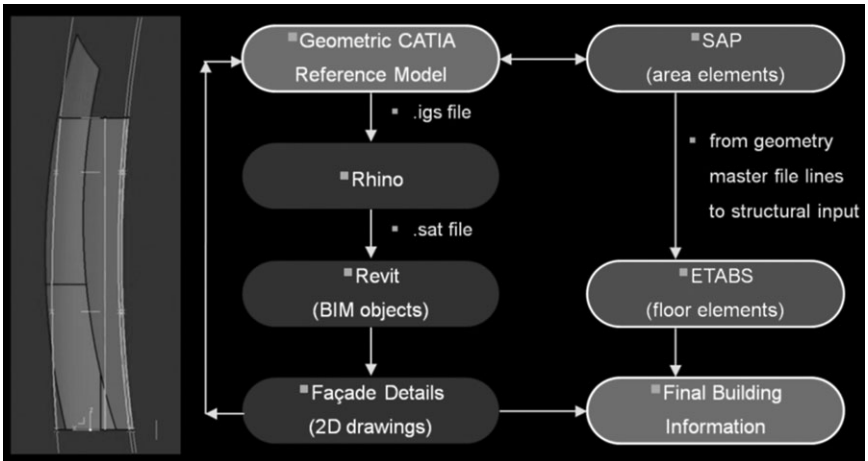 ▪Geometric CATIA
Reference Model
▪SAP
(area elements)
▪ .igs file
▪ from geometry
master file lines
to structural input
▪Rhino
▪ .sat file
▪Revit
(BIM objects)
▪ETABS
(floor elements)
▪Façade Details
(2D drawings)
▪Final Building
Information